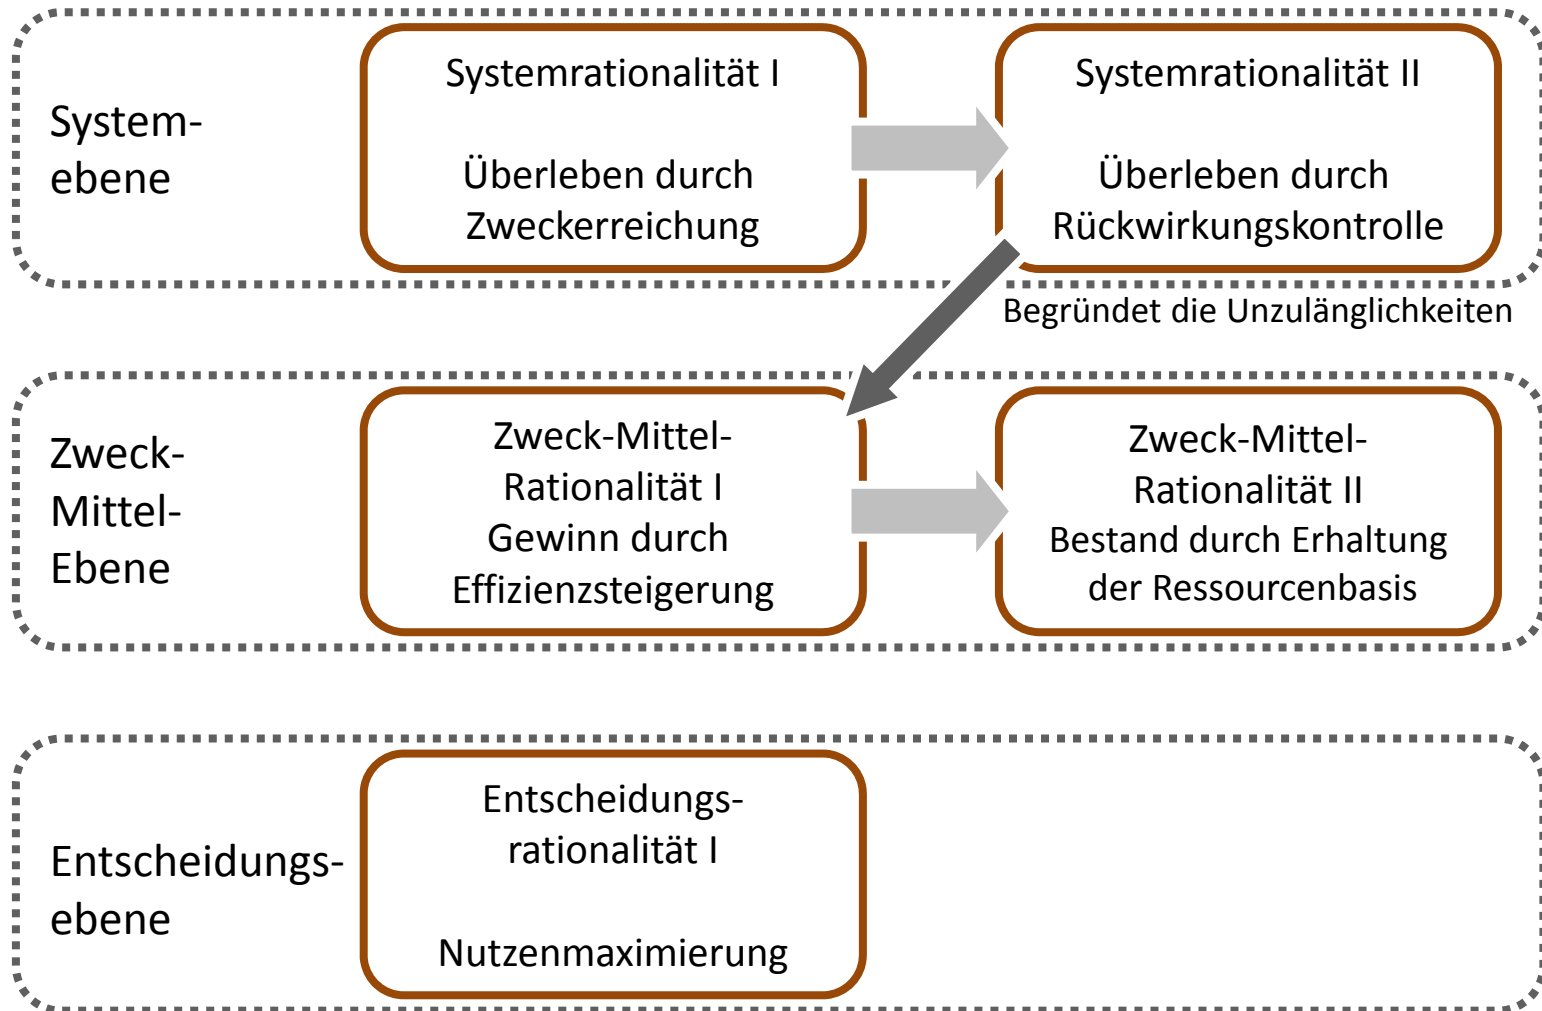 System-
ebene
Systemrationalität I
Überleben durch
Zweckerreichung
Systemrationalität II
Überleben durch
Rückwirkungskontrolle
Begründet die Unzulänglichkeiten
Zweck-
Mittel-
Ebene
Zweck-Mittel-
Rationalität I
Gewinn durch
Effizienzsteigerung
Zweck-Mittel-
Rationalität II
Bestand durch Erhaltung
der Ressourcenbasis
Entscheidungs-
ebene
Entscheidungs-
rationalität I
Nutzenmaximierung